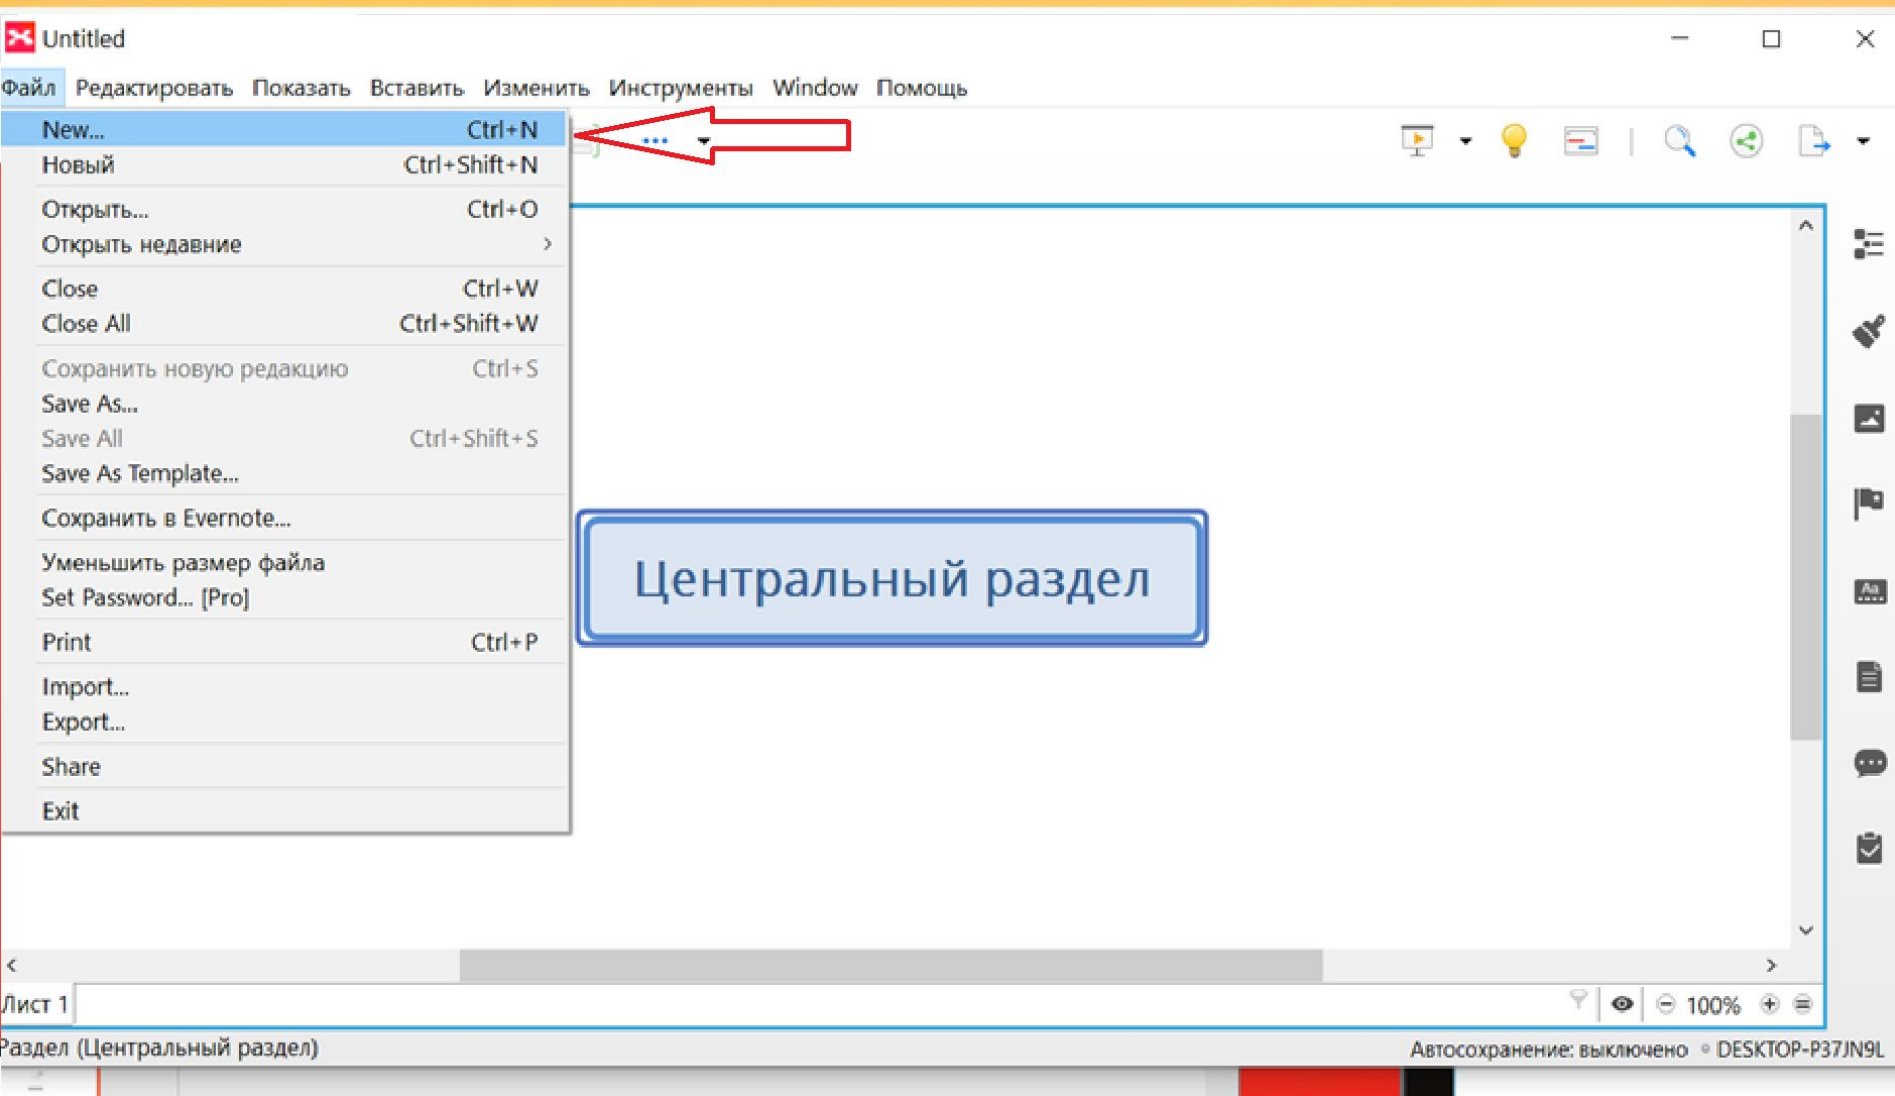 Untitled
Файл Редактировать Показать Вставить Изменить Инструменты Window Помощь
New... Ctrl+N
Новый Ctrl+Shift+N
Открыть... Ctrl+O
Открыть недавние
Close Ctrl+W
Close All Ctrl+Shift+W
Сохранить новую редакцию Ctrl+S
Save As...
Save All Ctrl+Shift+S
Save As Template...
Сохранить в Evernote...
Уменьшить размер файла
Set Password... [Pro]
Print Ctrl+P
Import...
Export...
Share
Exit
Центральный раздел
Aa
Лист 1
100%
Раздел (Центральный раздел)
Автосохранение: выключено DESKTOP-P37JN9L